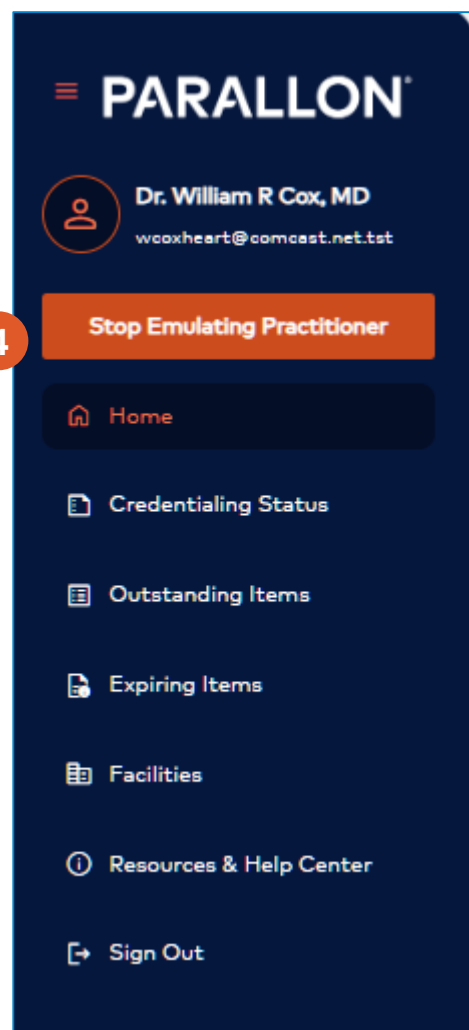 PARALLON®
Dr. William R Cox, MD
wcoxheart@comcast.net.tst
4
Stop Emulating Practitioner
Home
Credentialing Status
Outstanding Items
Expiring Items
Facilities
Resources & Help Center
Sign Out